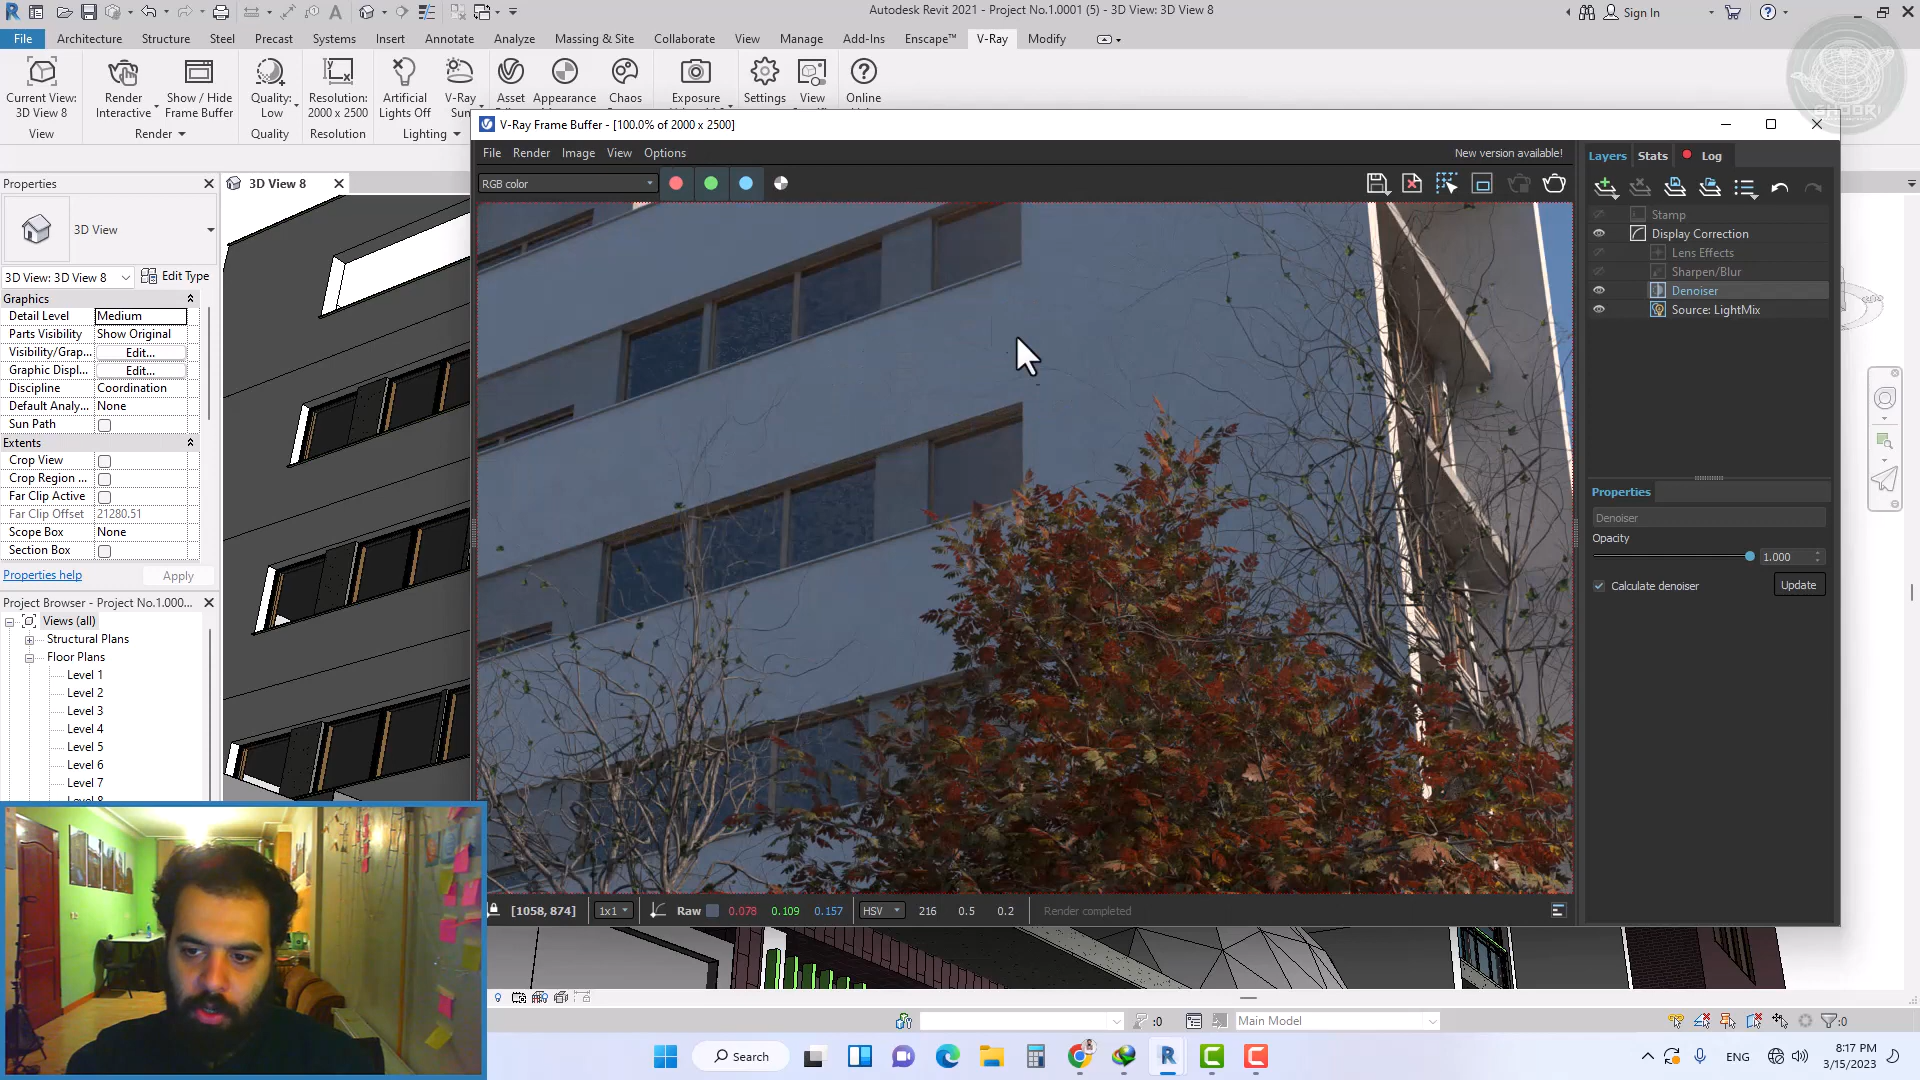 Autodesk Revit 2021 - Project No.1.0001 (5) - 3D View: 3D View 8
Sign In
File Architecture Structure Steel Precast Systems Insert Annotate Analyze Massing & Site Collaborate View Manage Add-Ins Enscape™ V-Ray Modify
Current View: 3D View 8
Render Interactive
Show / Hide Frame Buffer
Quality: Low
Resolution: 2000 x 2500
Artificial Lights Off
V-Ray Sun
Asset
Appearance
Chaos
Exposure
Settings
View
Online
View Render Quality Resolution Lighting
GHOORI
V-Ray Frame Buffer - [100.0% of 2000 x 2500]
File Render Image View Options
New version available!
RGB color
Layers Stats Log
Stamp
Display Correction
Lens Effects
Sharpen/Blur
Denoiser
Source: LightMix
Properties
Denoiser
Opacity
1.000
Calculate denoiser
Update
[1058, 874] 1x1 Raw 0.078 0.109 0.157 HSV 216 0.5 0.2 Render completed
Properties
3D View 8
3D View
3D View: 3D View 8 Edit Type
Graphics
Detail Level Medium
Parts Visibility Show Original
Visibility/Grap... Edit...
Graphic Displ... Edit...
Discipline Coordination
Default Analy... None
Sun Path
Extents
Crop View
Crop Region ...
Far Clip Active
Far Clip Offset 21280.51
Scope Box None
Section Box
Properties help Apply
Project Browser - Project No.1.000...
Views (all)
Structural Plans
Floor Plans
Level 1
Level 2
Level 3
Level 4
Level 5
Level 6
Level 7
Level 8
:0
Main Model
:0
Search
ENG
8:17 PM
3/15/2023